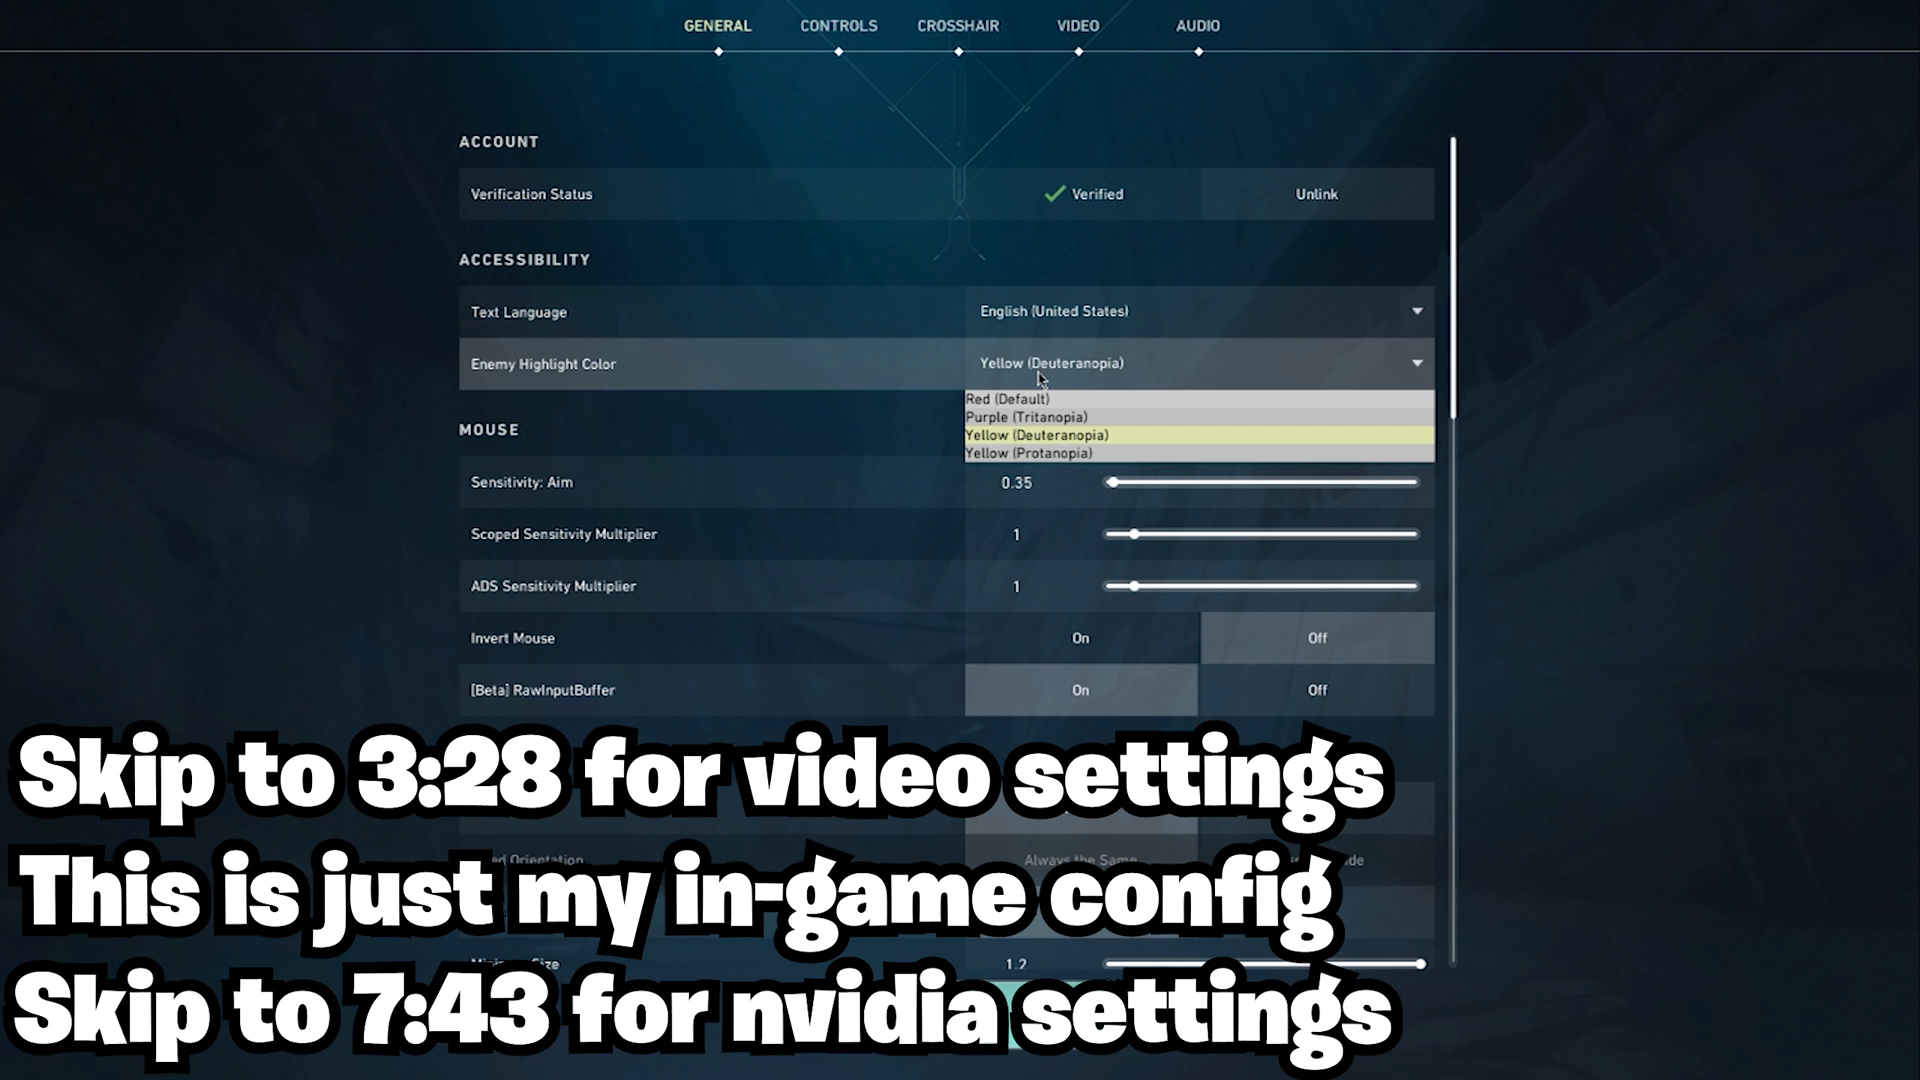 GENERAL CONTROLS CROSSHAIR VIDEO AUDIO
ACCOUNT
Verification Status Verified Unlink
ACCESSIBILITY
Text Language English (United States)
Enemy Highlight Color Yellow (Deuteranopia)
Red (Default)
Purple (Tritanopia)
Yellow (Deuteranopia)
Yellow (Protanopia)
MOUSE
Sensitivity: Aim 0.35
Scoped Sensitivity Multiplier 1
ADS Sensitivity Multiplier 1
Invert Mouse On Off
[Beta] RawInputBuffer On Off
Skip to 3:28 for video settings
Orientation Always the Same
This is just my in-game config
Size 1.2
Skip to 7:43 for nvidia settings